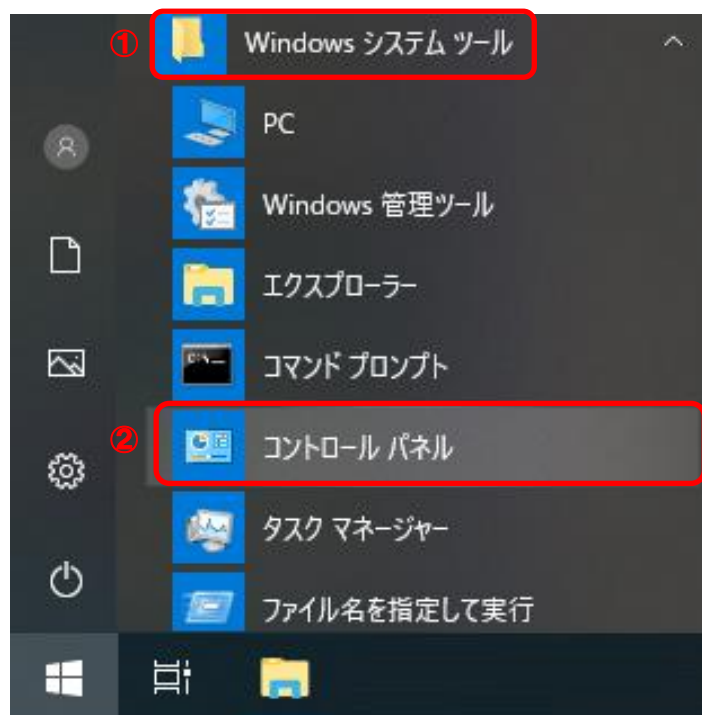 ① Windows システム ツール
PC
Windows 管理ツール
エクスプローラー
コマンド プロンプト
② コントロール パネル
タスク マネージャー
ファイル名を指定して実行